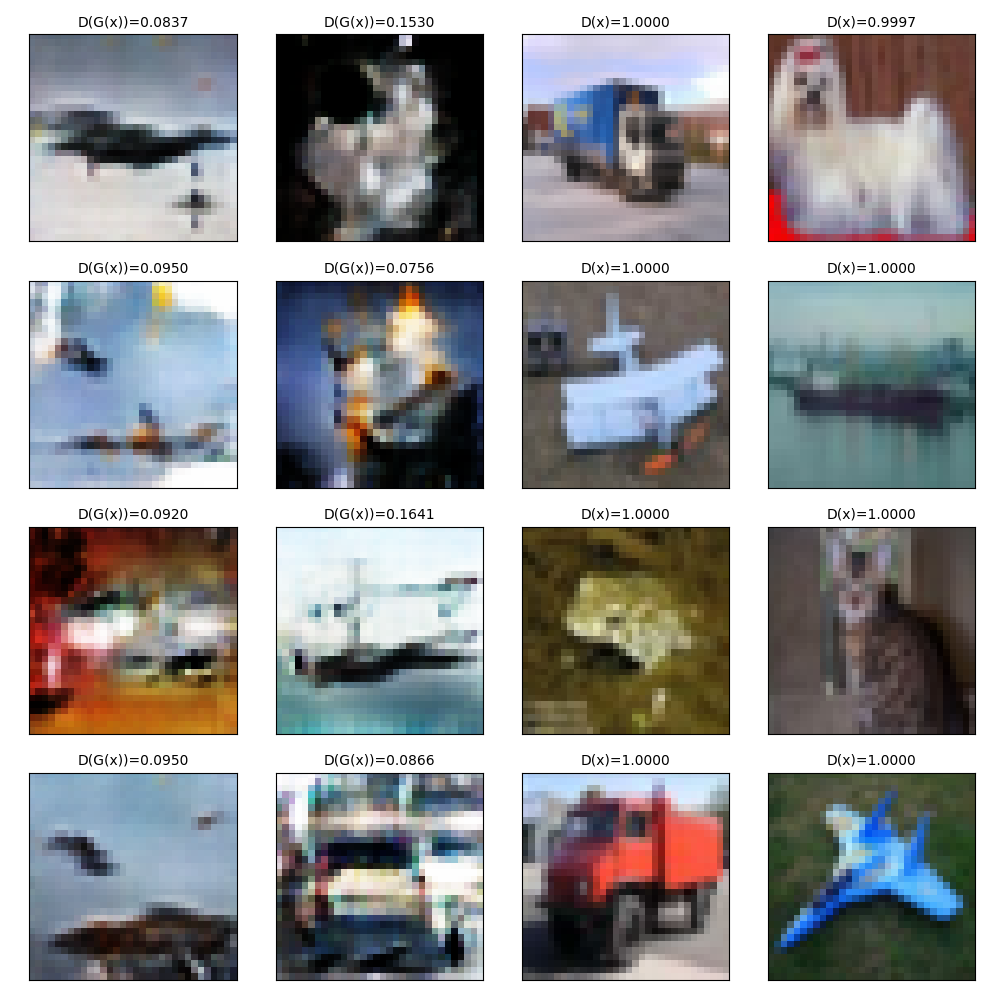 D(G(x))=0.0837 D(G(x))=0.1530 D(x)=1.0000 D(x)=0.9997
D(G(x))=0.0950 D(G(x))=0.0756 D(x)=1.0000 D(x)=1.0000
D(G(x))=0.0920 D(G(x))=0.1641 D(x)=1.0000 D(x)=1.0000
D(G(x))=0.0950 D(G(x))=0.0866 D(x)=1.0000 D(x)=1.0000